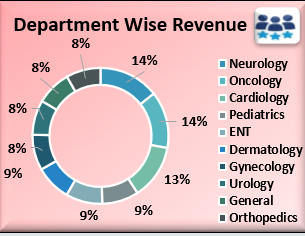 Department Wise Revenue
8%
14%
8%
14%
8%
8%
13%
9%
9%
9%
Neurology
Oncology
Cardiology
Pediatrics
ENT
Dermatology
Gynecology
Urology
General
Orthopedics